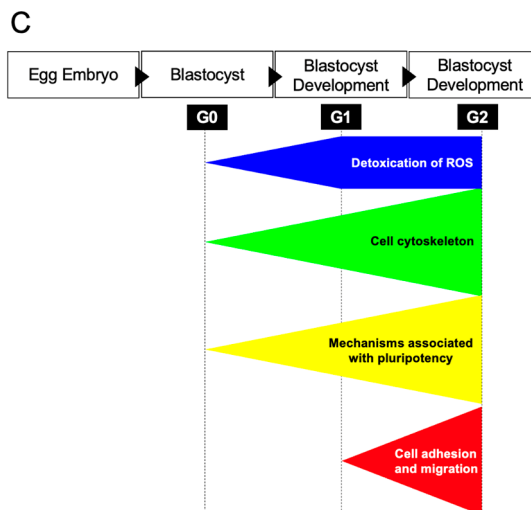 C
Egg Embryo
Blastocyst
Blastocyst
Development
Blastocyst
Development
G0
G1
G2
Detoxication of ROS
Cell cytoskeleton
Mechanisms associated
with pluripotency
Cell adhesion
and migration